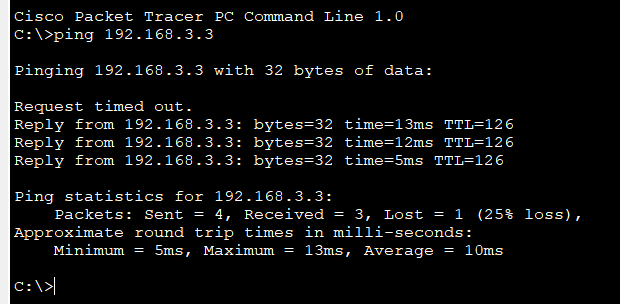 Cisco Packet Tracer PC Command Line 1.0
C:\>ping 192.168.3.3
Pinging 192.168.3.3 with 32 bytes of data:
Request timed out.
Reply from 192.168.3.3: bytes=32 time=13ms TTL=126
Reply from 192.168.3.3: bytes=32 time=12ms TTL=126
Reply from 192.168.3.3: bytes=32 time=5ms TTL=126
Ping statistics for 192.168.3.3:
    Packets: Sent = 4, Received = 3, Lost = 1 (25% loss),
Approximate round trip times in milli-seconds:
    Minimum = 5ms, Maximum = 13ms, Average = 10ms
C:\>